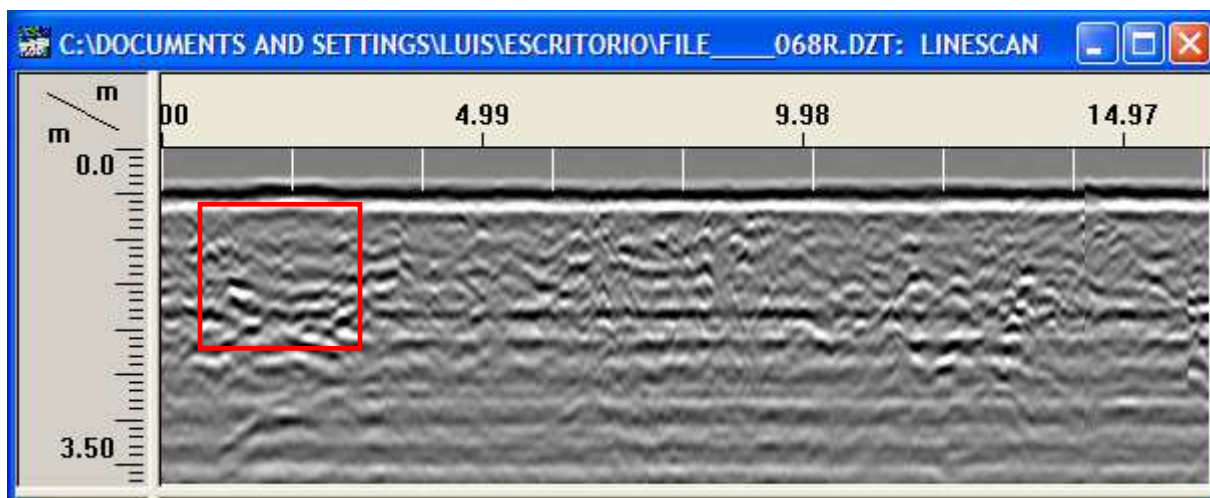 C:\DOCUMENTS AND SETTINGS\LUIS\ESCRITORIO\FILE____068R.DZT: LINESCAN
m
m
00 4.99 9.98 14.97
0.0
3.50